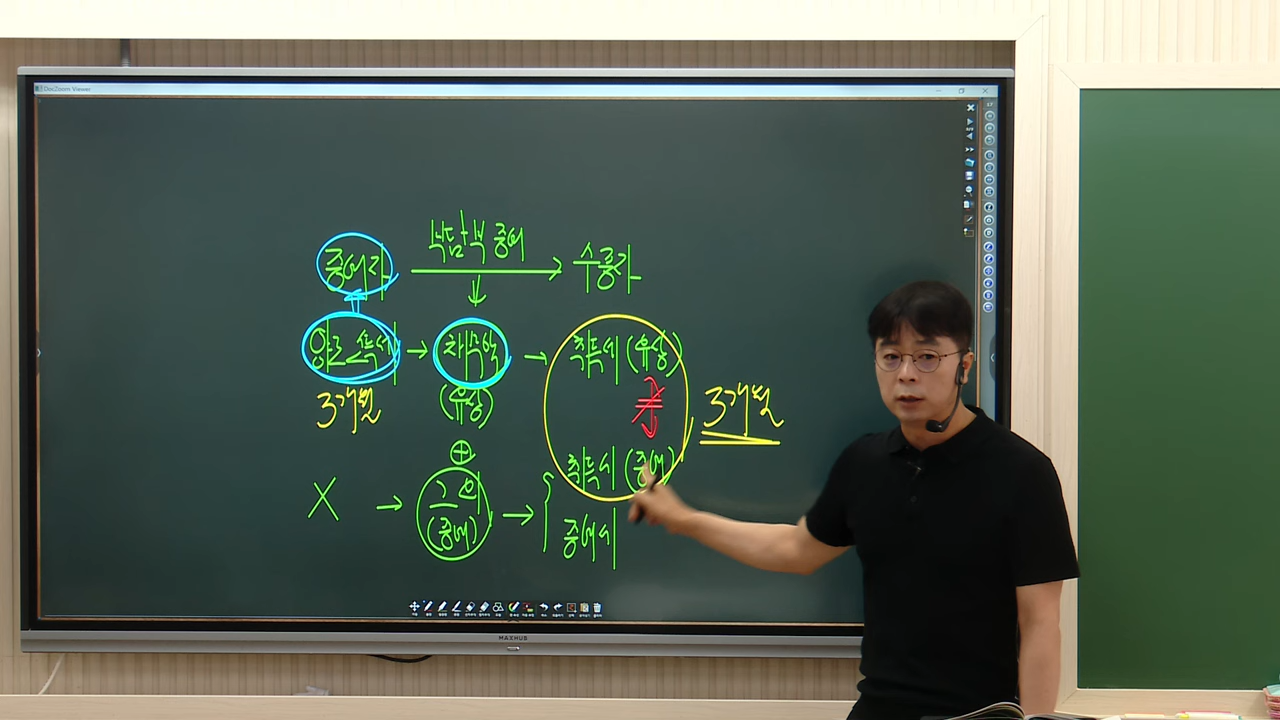 DocZoom Viewer
부담부 증여
증여자 → 수증자
↓
양도소득세 → 채무액 → 취득세 (유상)
3개월 (유상) 3개월
⊕
취득세 (증여)
X → 그 외 →
(증여) 증여세
MAXHUB